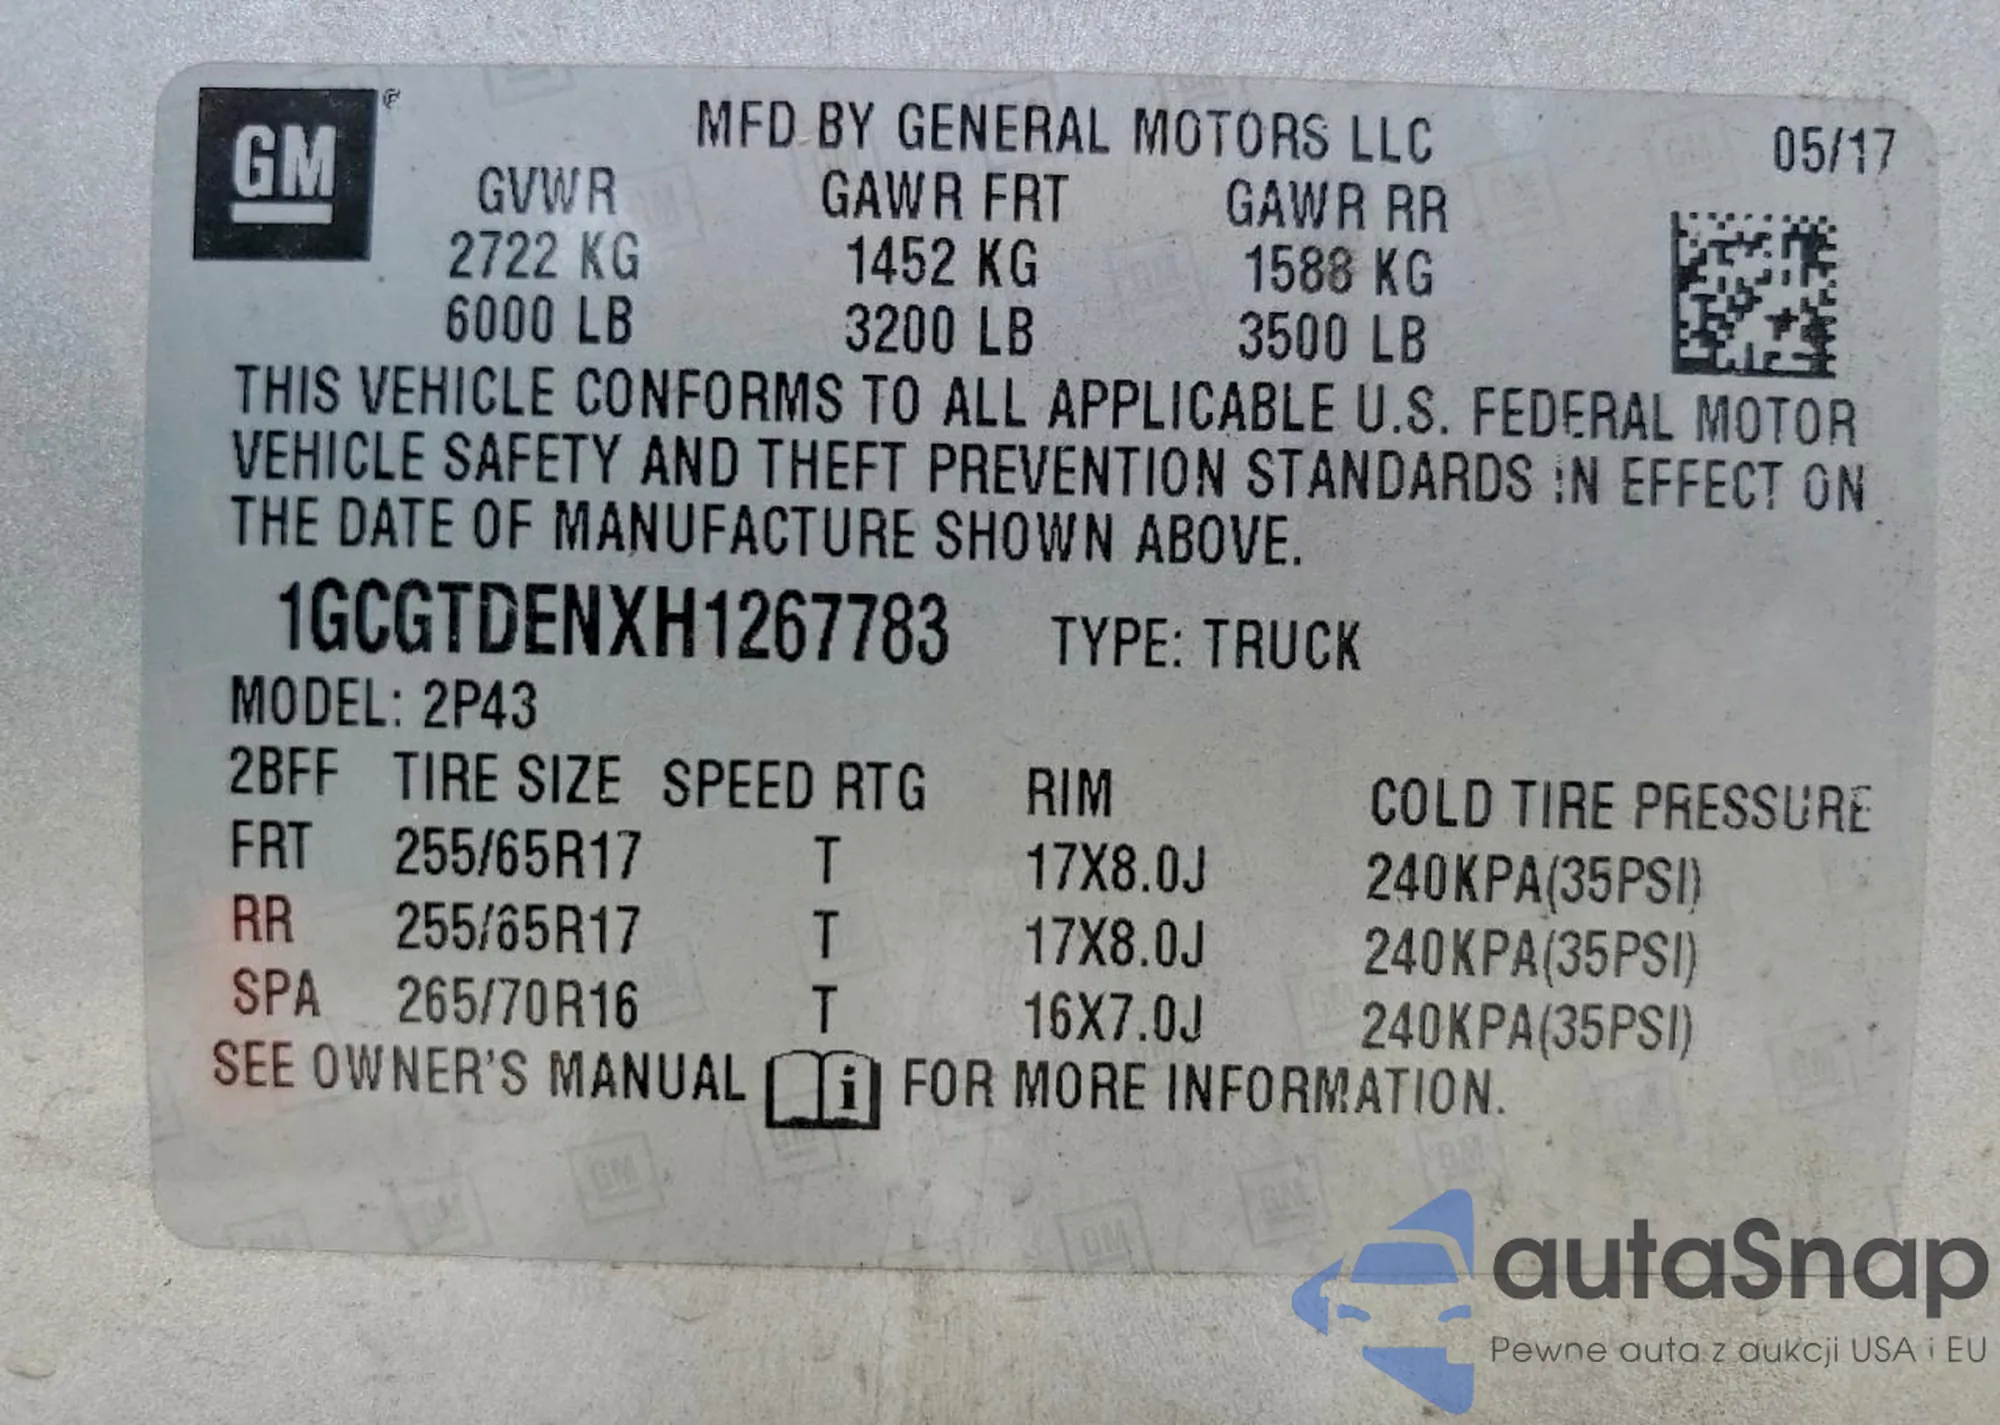 GM®
MFD BY GENERAL MOTORS LLC 05/17
GVWR GAWR FRT GAWR RR
2722 KG 1452 KG 1588 KG
6000 LB 3200 LB 3500 LB
THIS VEHICLE CONFORMS TO ALL APPLICABLE U.S. FEDERAL MOTOR
VEHICLE SAFETY AND THEFT PREVENTION STANDARDS IN EFFECT ON
THE DATE OF MANUFACTURE SHOWN ABOVE.
1GCGTDENXH1267783 TYPE: TRUCK
MODEL: 2P43
2BFF TIRE SIZE SPEED RTG RIM COLD TIRE PRESSURE
FRT 255/65R17 T 17X8.0J 240KPA(35PSI)
RR 255/65R17 T 17X8.0J 240KPA(35PSI)
SPA 265/70R16 T 16X7.0J 240KPA(35PSI)
SEE OWNER'S MANUAL i FOR MORE INFORMATION.
autaSnap
Pewne auta z aukcji USA i EU